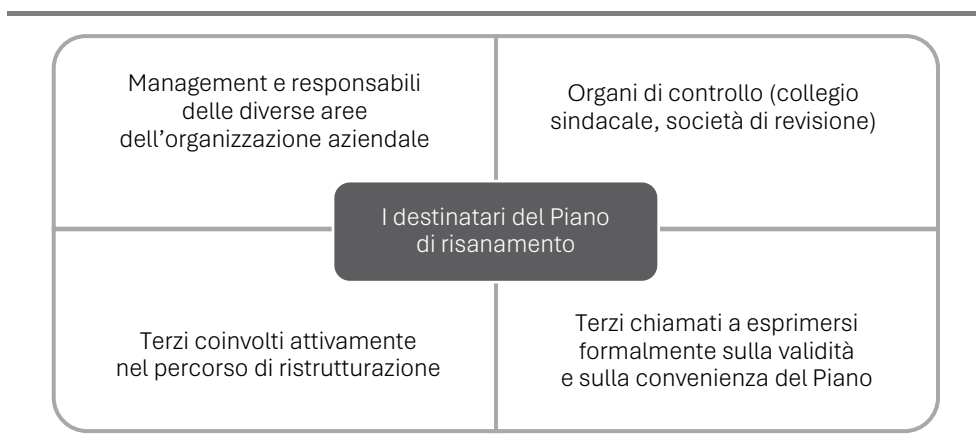 Management e responsabili
delle diverse aree
dell’organizzazione aziendale
Organi di controllo (collegio
sindacale, società di revisione)
I destinatari del Piano
di risanamento
Terzi coinvolti attivamente
nel percorso di ristrutturazione
Terzi chiamati a esprimersi
formalmente sulla validità
e sulla convenienza del Piano